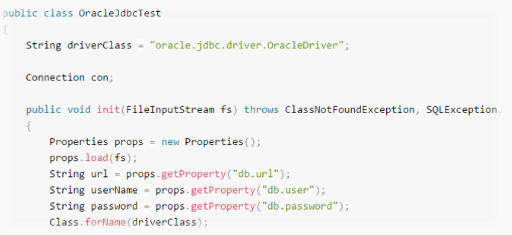 public class OracleJdbcTest
{
String driverClass = "oracle.jdbc.driver.OracleDriver";
Connection con;
public void init(FileInputStream fs) throws ClassNotFoundException, SQLException,
{
Properties props = new Properties();
props.load(fs);
String url = props.getProperty("db.url");
String userName = props.getProperty("db.user");
String password = props.getProperty("db.password");
Class.forName(driverClass);